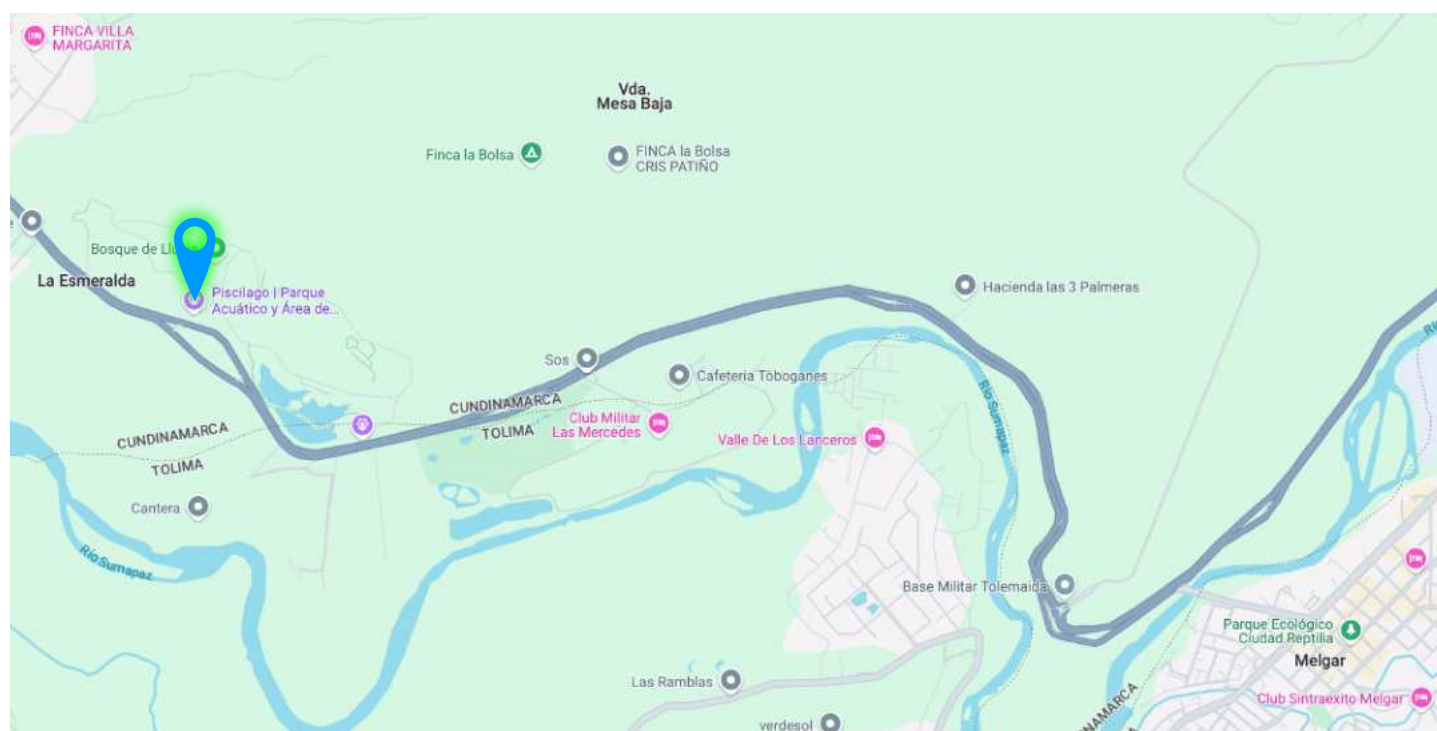 FINCA VILLA
MARGARITA
Vda.
Mesa Baja
Finca la Bolsa
FINCA la Bolsa
CRIS PATIÑO
Bosque de
La Esmeralda
Piscilago | Parque
Acuático y Área de...
Hacienda las 3 Palmeras
Sos
Cafeteria Töboganes
CUNDINAMARCA
TOLIMA
Club Militar
Las Mercedes
Río Sumapaz
Valle De Los Lanceros
CUNDINAMARCA
TOLIMA
Cantera
Río Sumapaz
Base Militar Tolemaida
Parque Ecológico
Ciudad Reptilia
Melgar
Las Ramblas
Club Sintraexito Melgar
verdesol